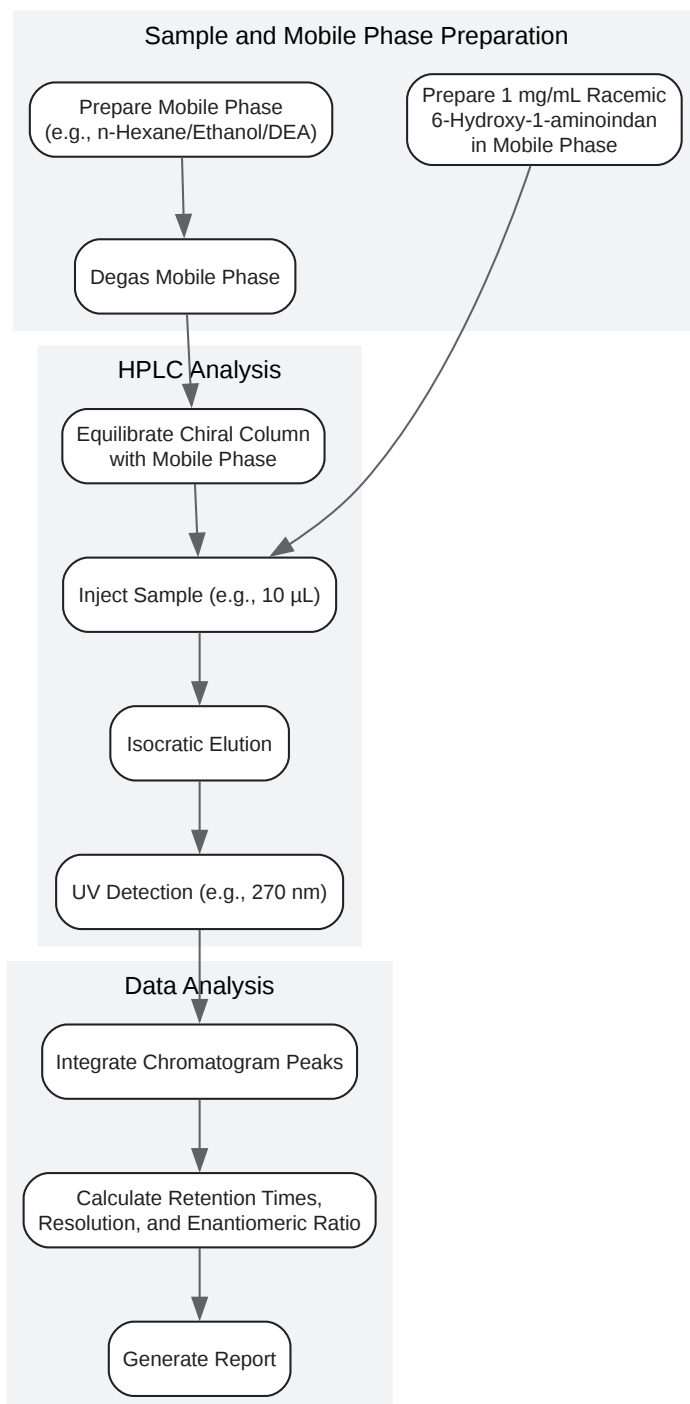 Sample and Mobile Phase Preparation
Prepare Mobile Phase
(e.g., n-Hexane/Ethanol/DEA)
Prepare 1 mg/mL Racemic
6-Hydroxy-1-aminoindan
in Mobile Phase
Degas Mobile Phase
HPLC Analysis
Equilibrate Chiral Column
with Mobile Phase
Inject Sample (e.g., 10 µL)
Isocratic Elution
UV Detection (e.g., 270 nm)
Data Analysis
Integrate Chromatogram Peaks
Calculate Retention Times,
Resolution, and Enantiomeric Ratio
Generate Report